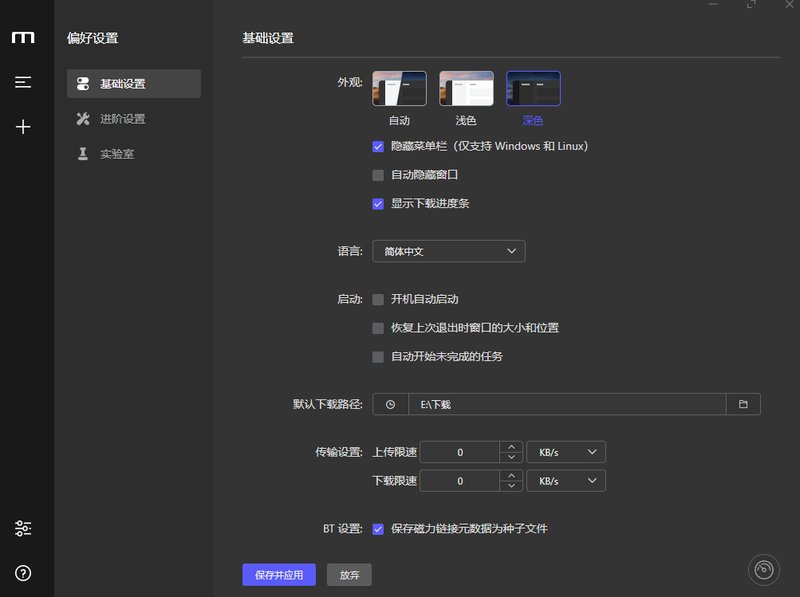 m
偏好设置
基础设置
进阶设置
实验室
基础设置
外观:
自动
浅色
深色
隐藏菜单栏（仅支持 Windows 和 Linux）
自动隐藏窗口
显示下载进度条
语言:
简体中文
启动:
开机自动启动
恢复上次退出时窗口的大小和位置
自动开始未完成的任务
默认下载路径:
E:\下载
传输设置:
上传限速
0
KB/s
下载限速
0
KB/s
BT 设置:
保存磁力链接元数据为种子文件
保存并应用
放弃